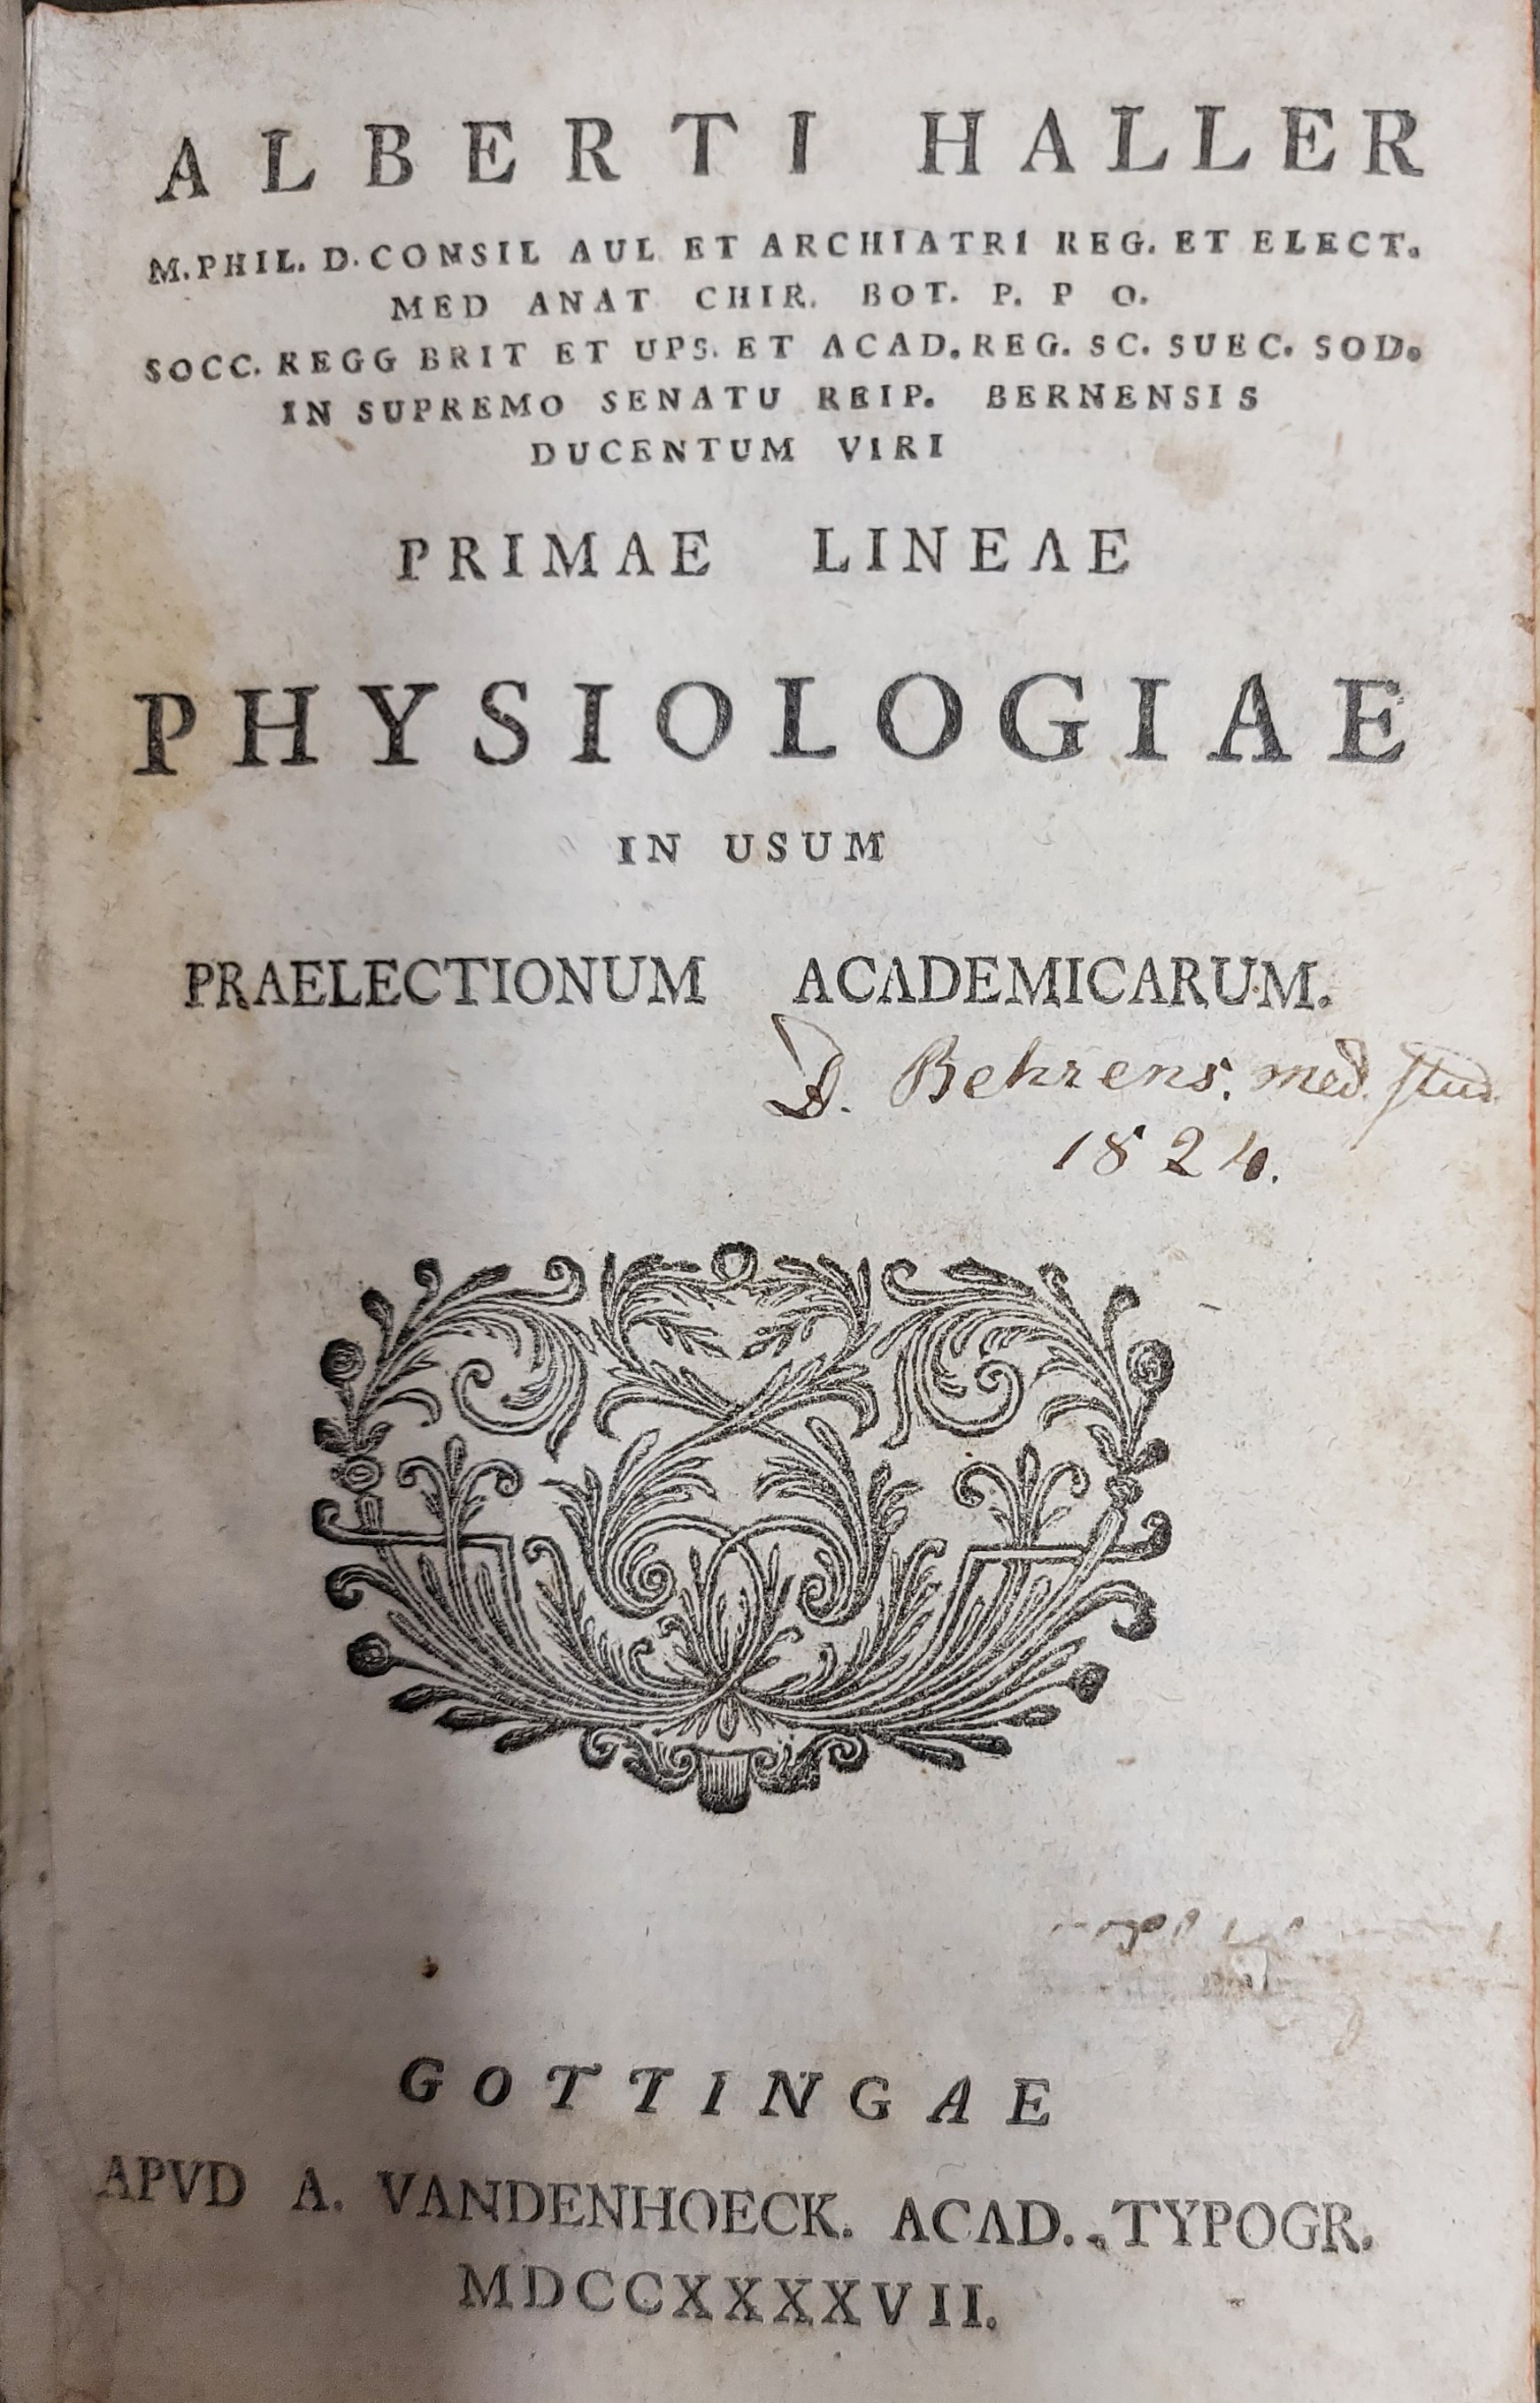 ALBERTI HALLER
M. PHIL. D. CONSIL AUL ET ARCHIATRI REG. ET ELECT.
MED ANAT CHIR. BOT. P. P O.
SOCC. REGG BRIT ET UPS. ET ACAD. REG. SC. SUEC. SOD.
IN SUPREMO SENATU REIP. BERNENSIS
DUCENTUM VIRI
PRIMAE LINEAE
PHYSIOLOGIAE
IN USUM
PRAELECTIONUM ACADEMICARUM.
D. Behrens. med. stud.
1824.
GOTTINGAE
APVD A. VANDENHOECK. ACAD. TYPOGR.
MDCCXXXXVII.